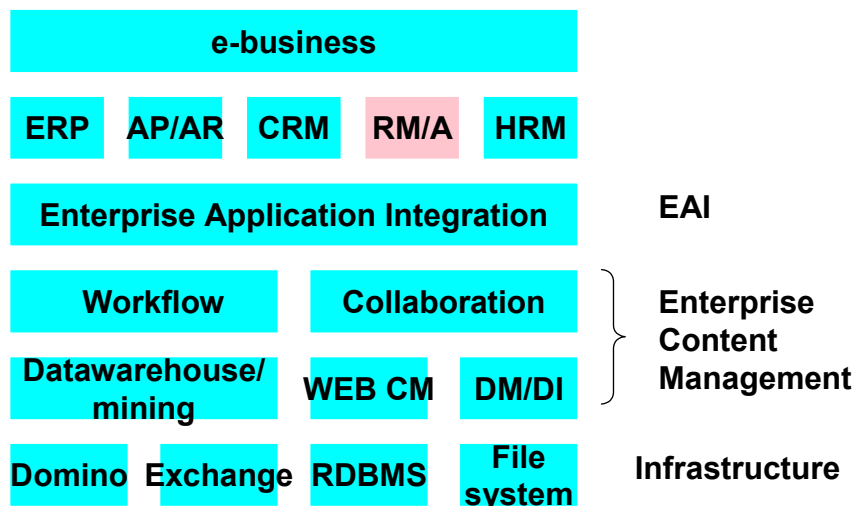 e-business
ERP AP/AR CRM RM/A HRM
Enterprise Application Integration
EAI
Workflow Collaboration
Datawarehouse/
mining
WEB CM DM/DI
Enterprise
Content
Management
Domino Exchange RDBMS
File
system
Infrastructure